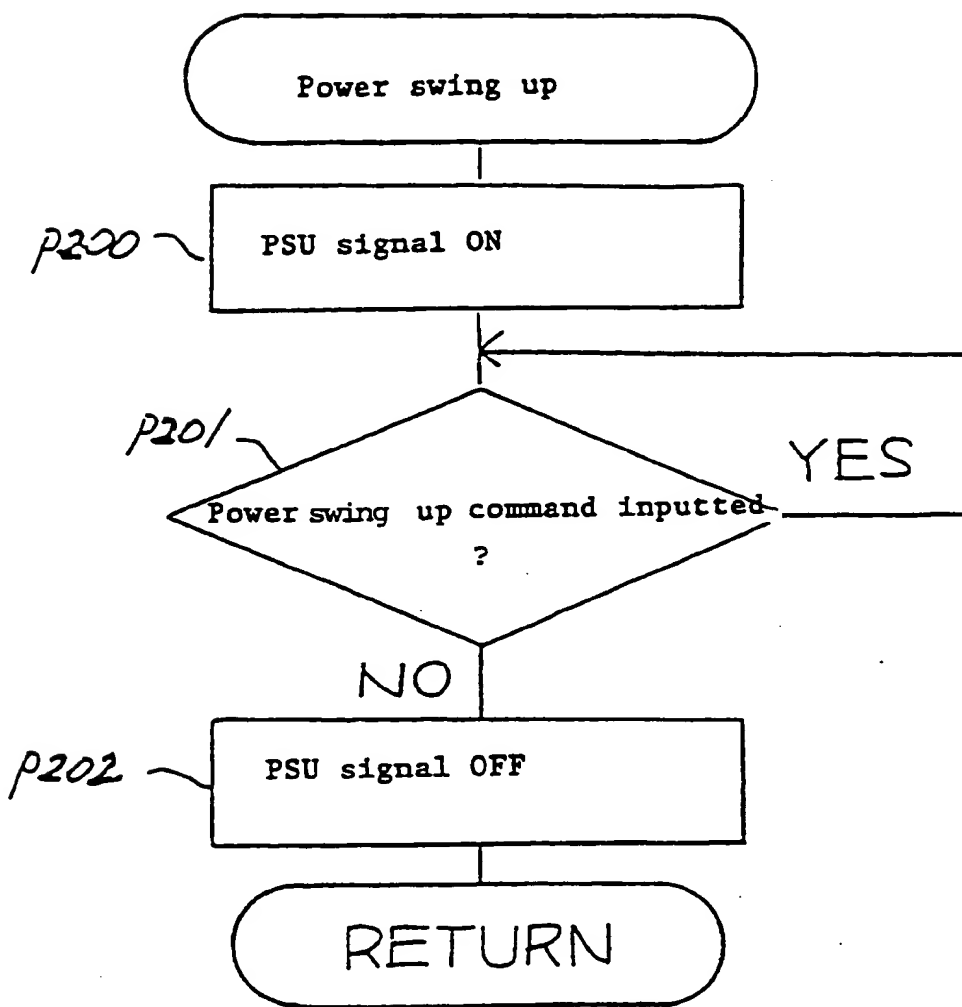 Power swing up
P200
PSU signal ON
P201
YES
Power swing up command inputted
?
NO
P202
PSU signal OFF
RETURN